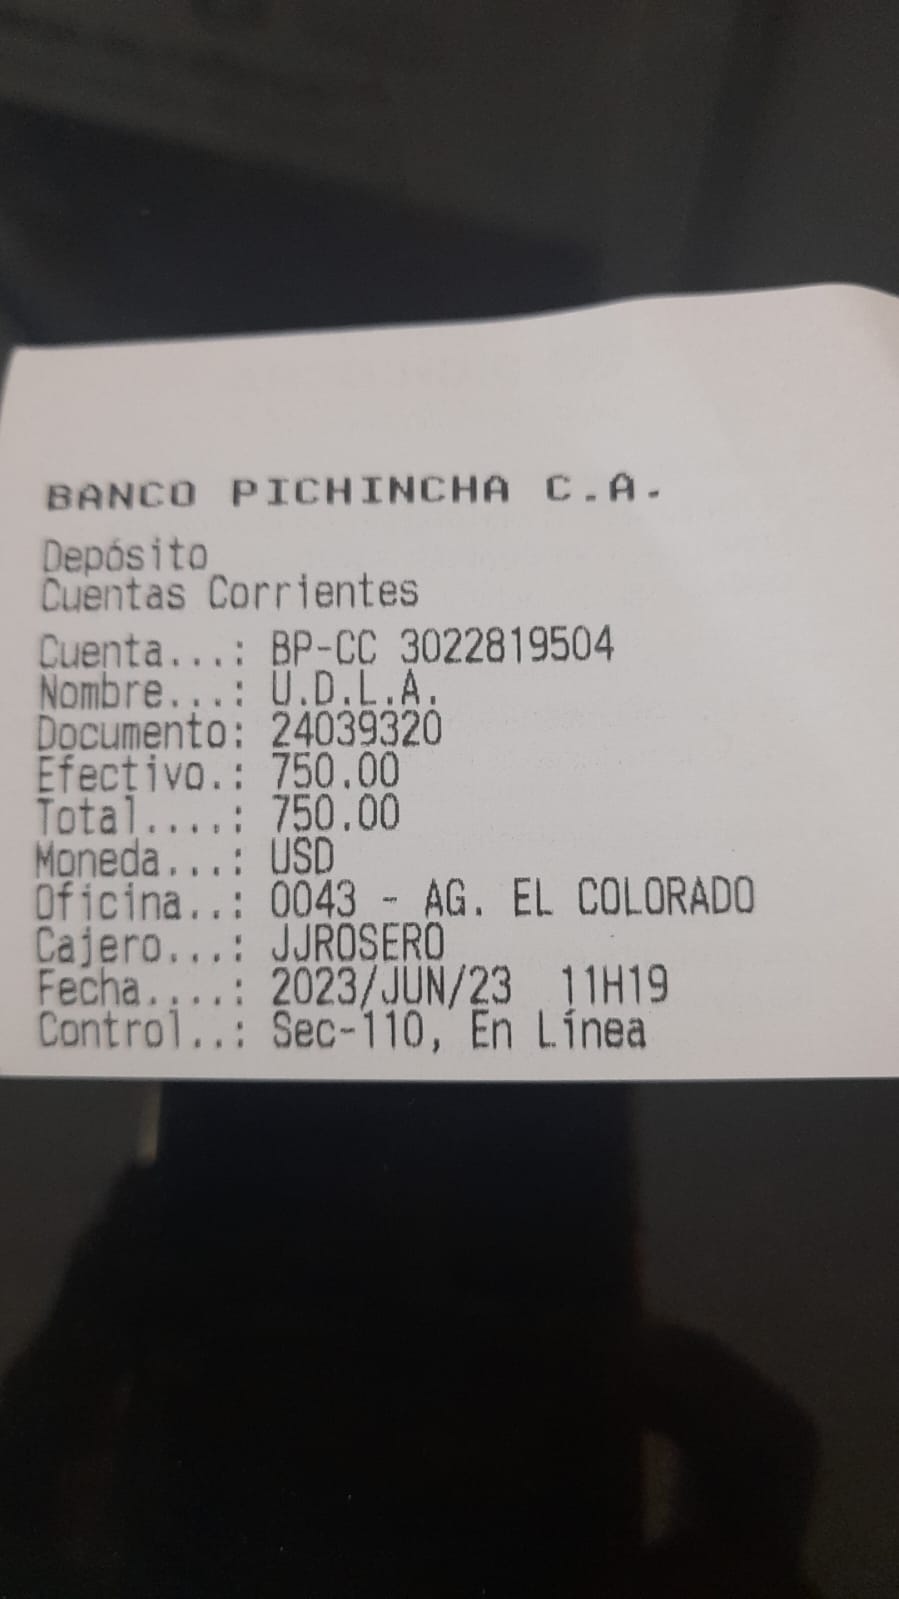 BANCO PICHINCHA C.A.
Depósito
Cuentas Corrientes
Cuenta...: BP-CC 3022819504
Nombre...: U.D.L.A.
Documento: 24039320
Efectivo.: 750.00
Total....: 750.00
Moneda...: USD
Oficina..: 0043 - AG. EL COLORADO
Cajero...: JJROSERO
Fecha....: 2023/JUN/23 11H19
Control..: Sec-110, En Línea